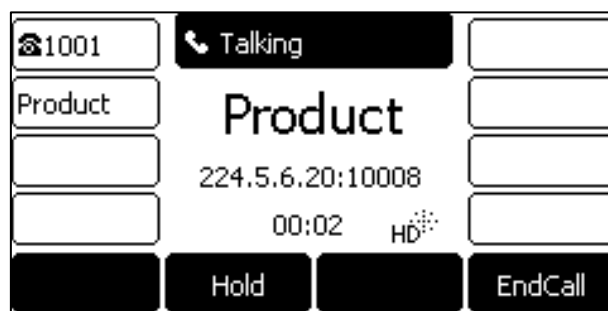 ☎1001
Talking
Product
Product
224.5.6.20:10008
00:02 HD
Hold
EndCall